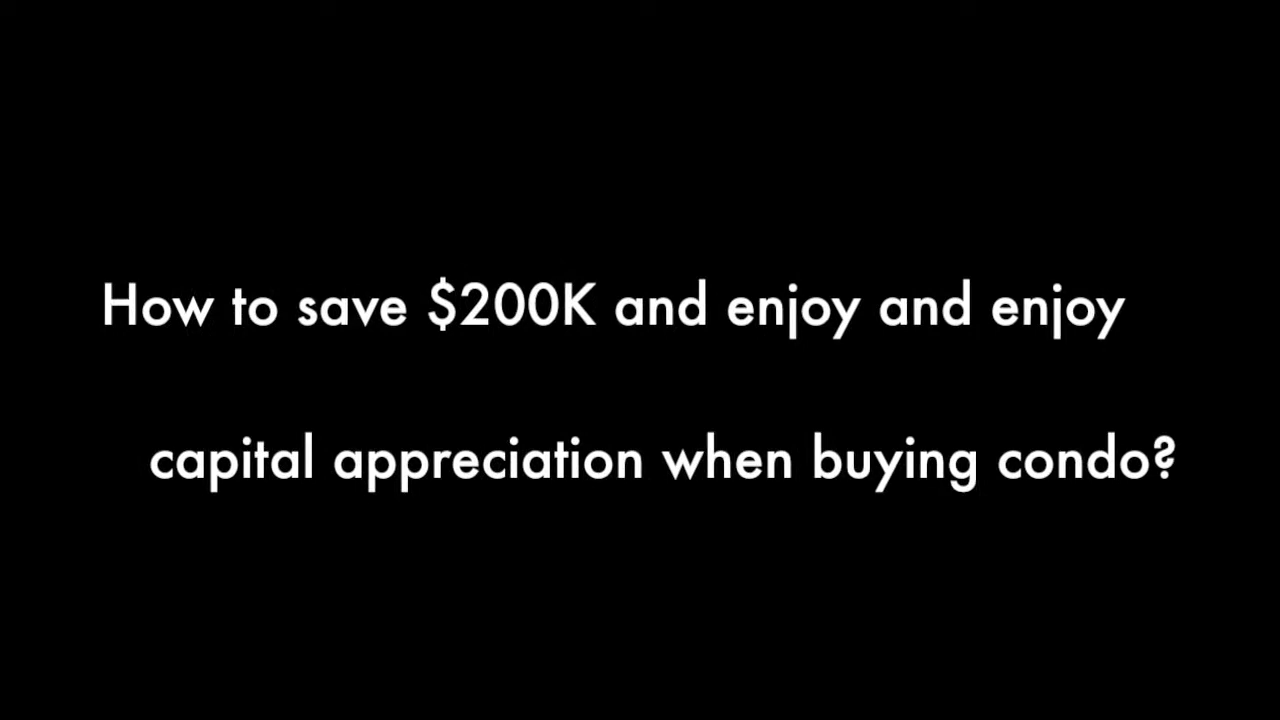 How to save $200K and enjoy and enjoy
capital appreciation when buying condo?